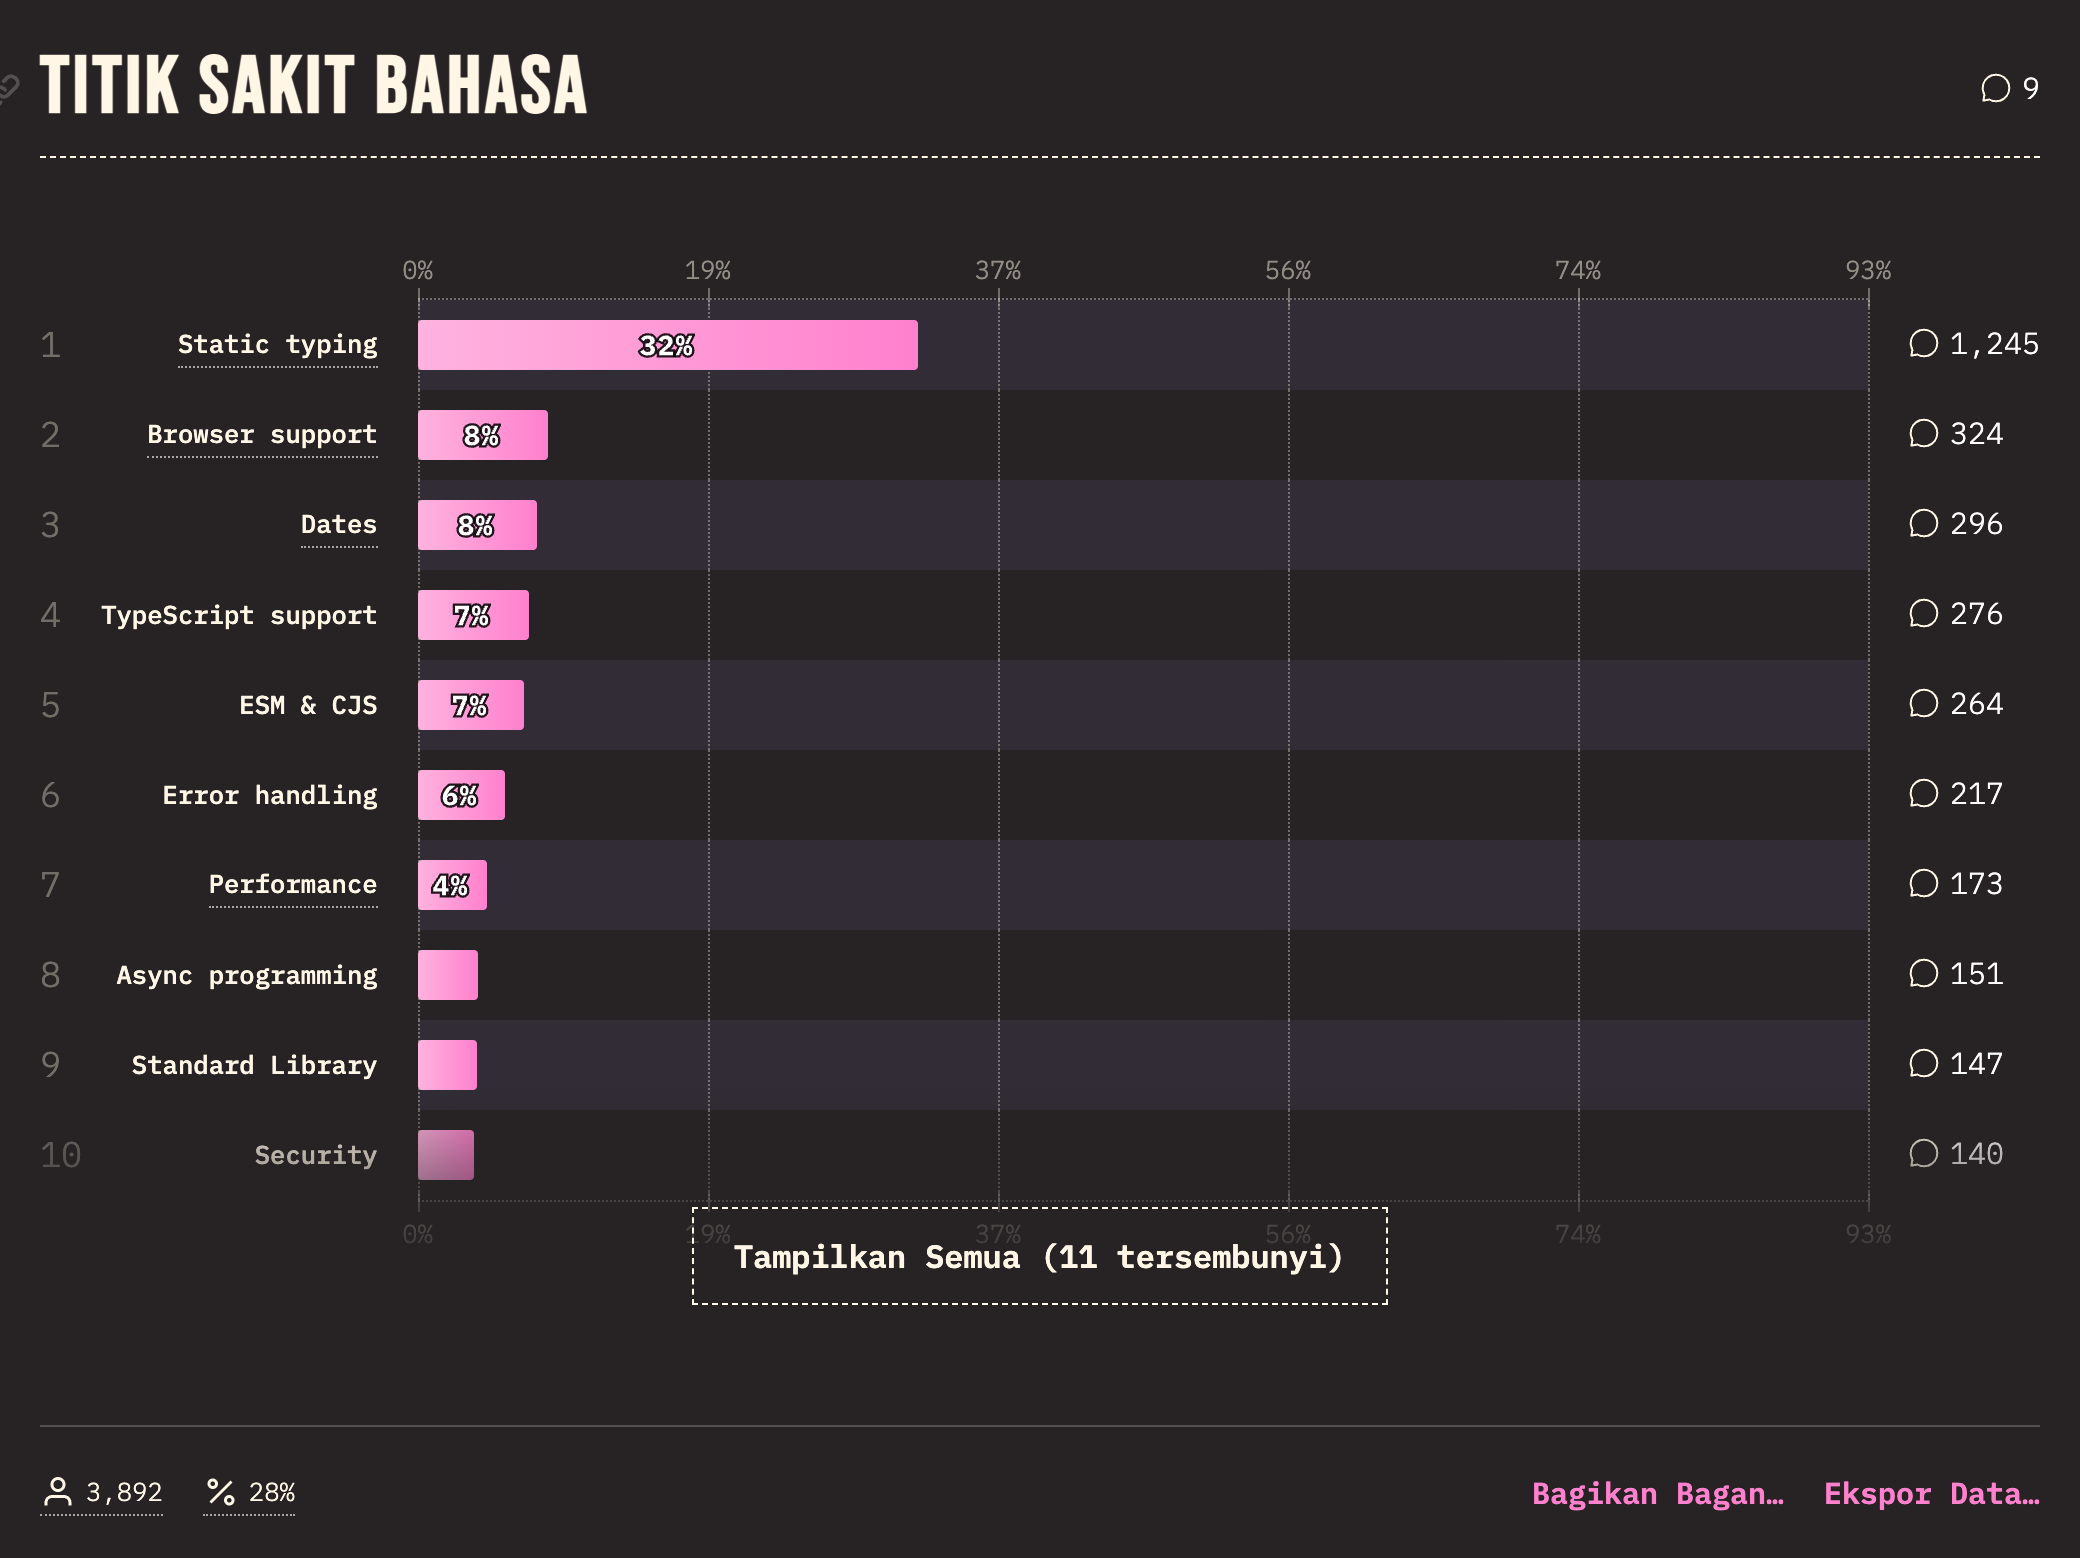 TITIK SAKIT BAHASA
9
0% 19% 37% 56% 74% 93%
1 Static typing 32% 1,245
2 Browser support 8% 324
3 Dates 8% 296
4 TypeScript support 7% 276
5 ESM & CJS 7% 264
6 Error handling 6% 217
7 Performance 4% 173
8 Async programming 151
9 Standard Library 147
10 Security 140
0% 19% 37% 56% 74% 93%
Tampilkan Semua (11 tersembunyi)
3,892 28% Bagikan Bagan… Ekspor Data…